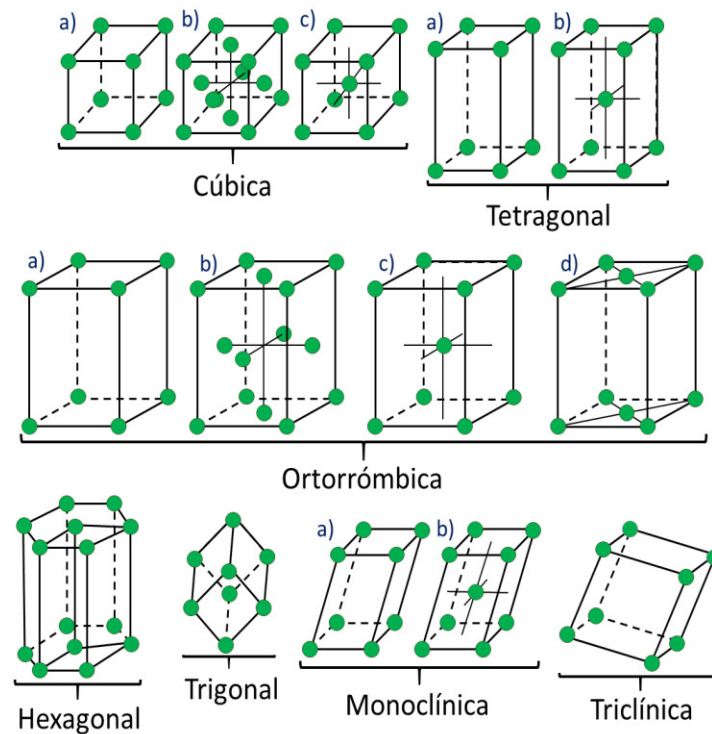 a) b) c) a) b)
Cúbica
Tetragonal
a) b) c) d)
Ortorrómbica
a) b)
Hexagonal
Trigonal
Monoclínica
Triclínica